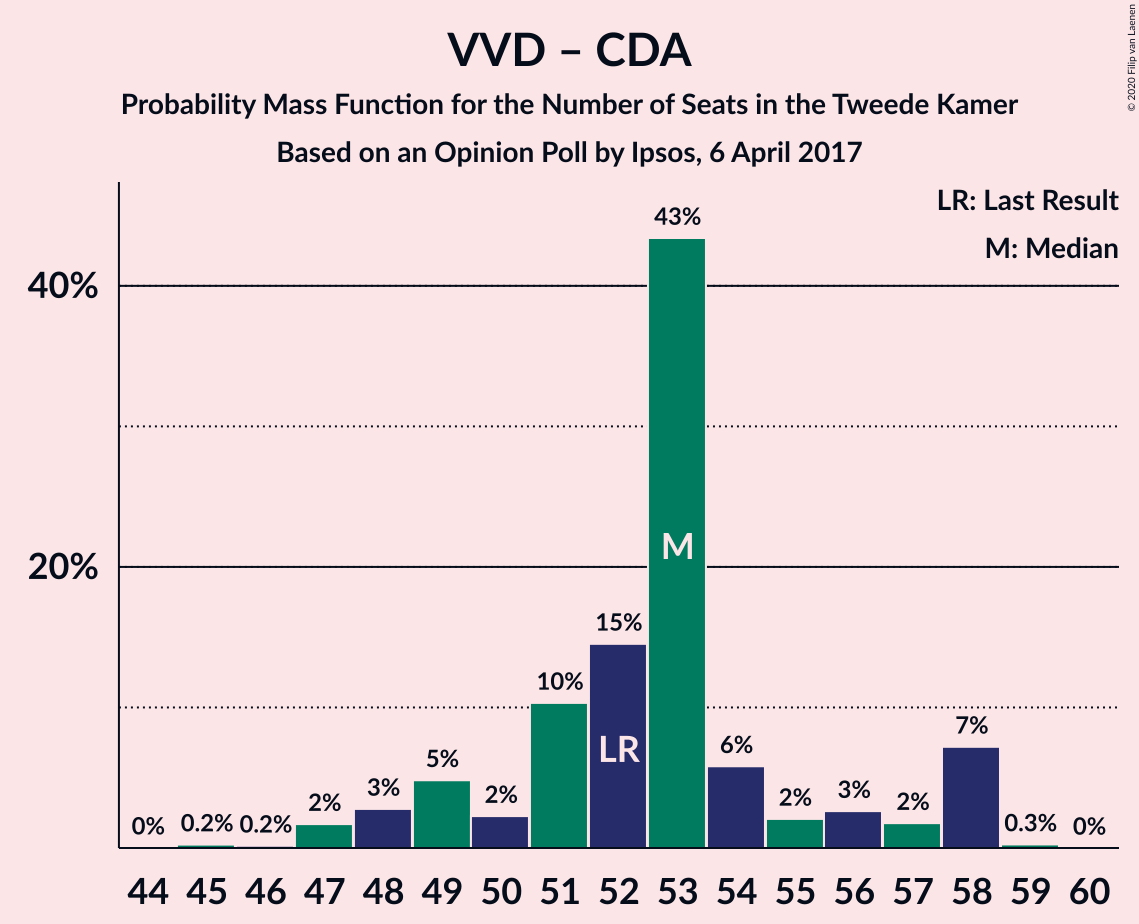 VVD – CDA
Probability Mass Function for the Number of Seats in the Tweede Kamer
Based on an Opinion Poll by Ipsos, 6 April 2017
© 2020 Filip van Laenen
LR: Last Result
M: Median
40%
20%
0%
0.2%
0.2%
2%
3%
5%
2%
10%
15%
LR
43%
M
6%
2%
3%
2%
7%
0.3%
0%
44 45 46 47 48 49 50 51 52 53 54 55 56 57 58 59 60